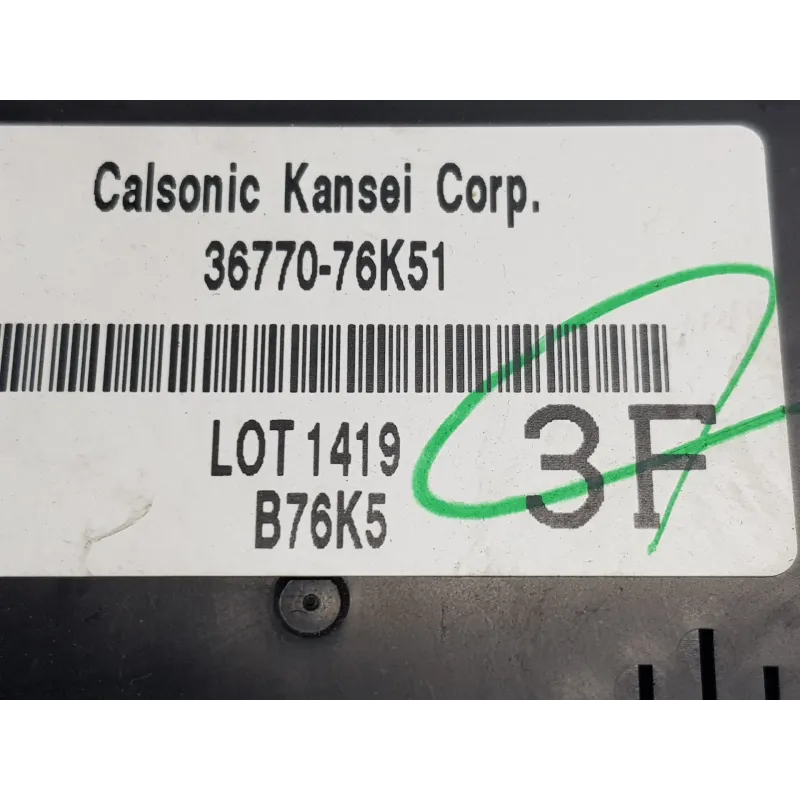 Calsonic Kansei Corp.
36770-76K51
LOT 1419
B76K5
3F